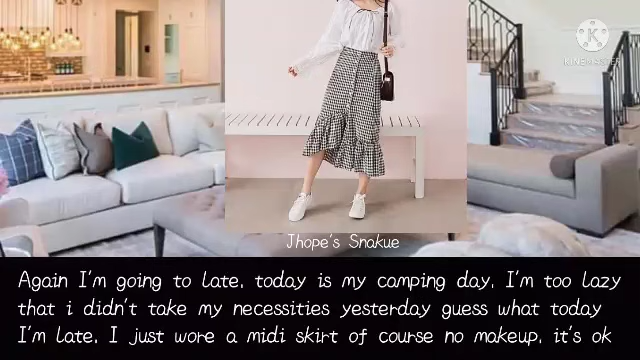 KINEMASTER
Jhope's Snakue
Again I'm going to late, today is my camping day, I'm too lazy
that i didn't take my necessities yesterday guess what today
I'm late, I just wore a midi skirt of course no makeup, it's ok